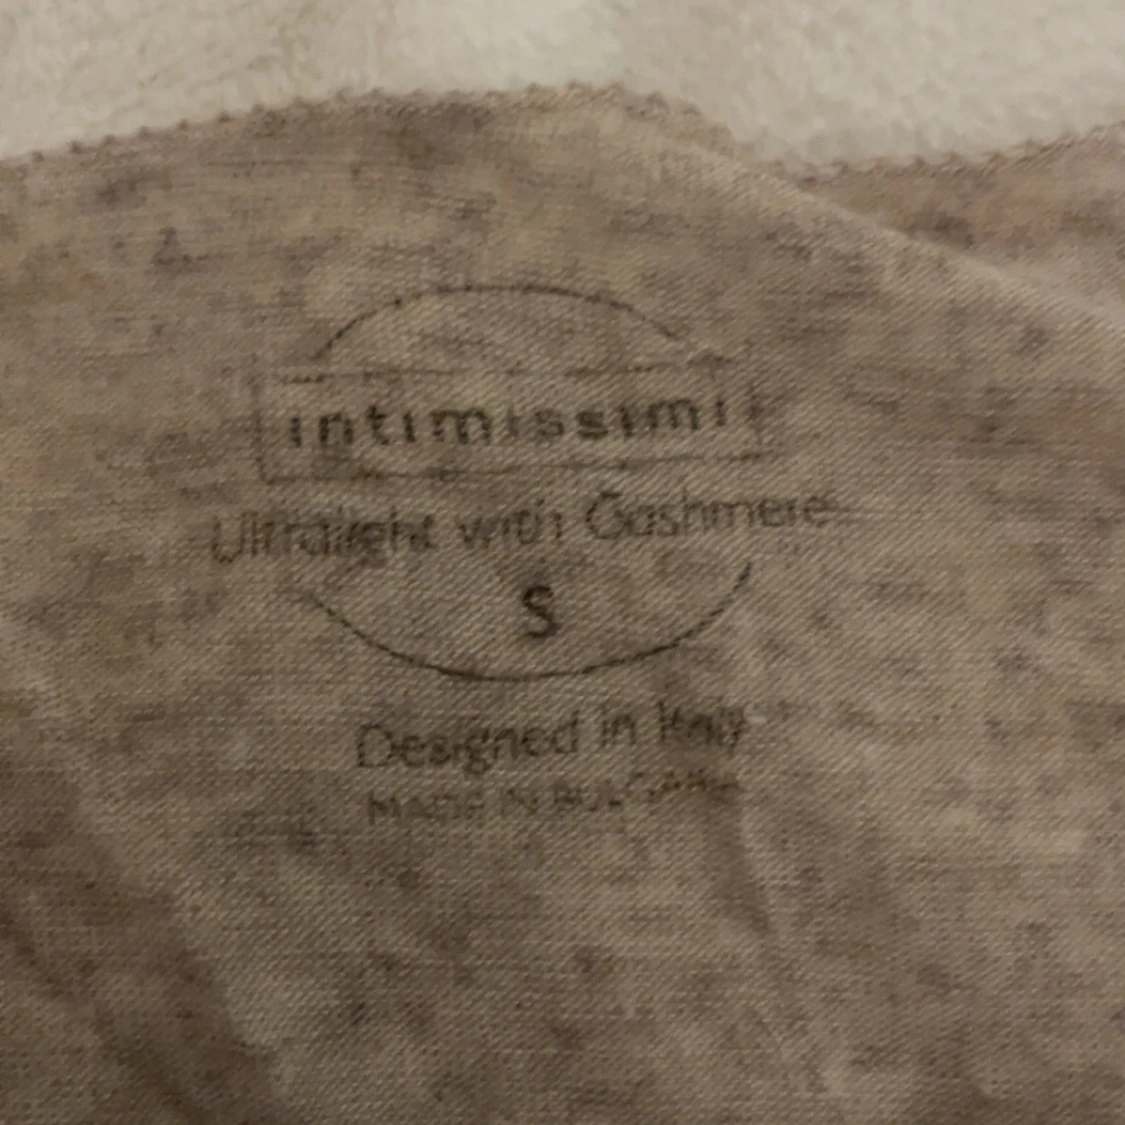 intimissimi
Ultralight with Cashmere
S
Designed in Italy
MADE IN BULGARIA